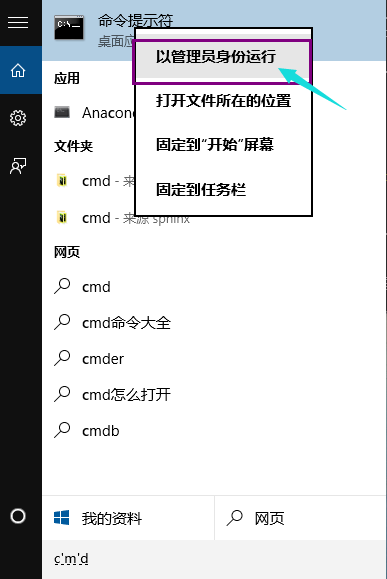 命令提示符
桌面应
以管理员身份运行
打开文件所在的位置
固定到“开始”屏幕
固定到任务栏
应用
Anacon
文件夹
cmd - 来
cmd - 来源 sphinx
网页
cmd
cmd命令大全
cmder
cmd怎么打开
cmdb
我的资料
网页
c'm'd